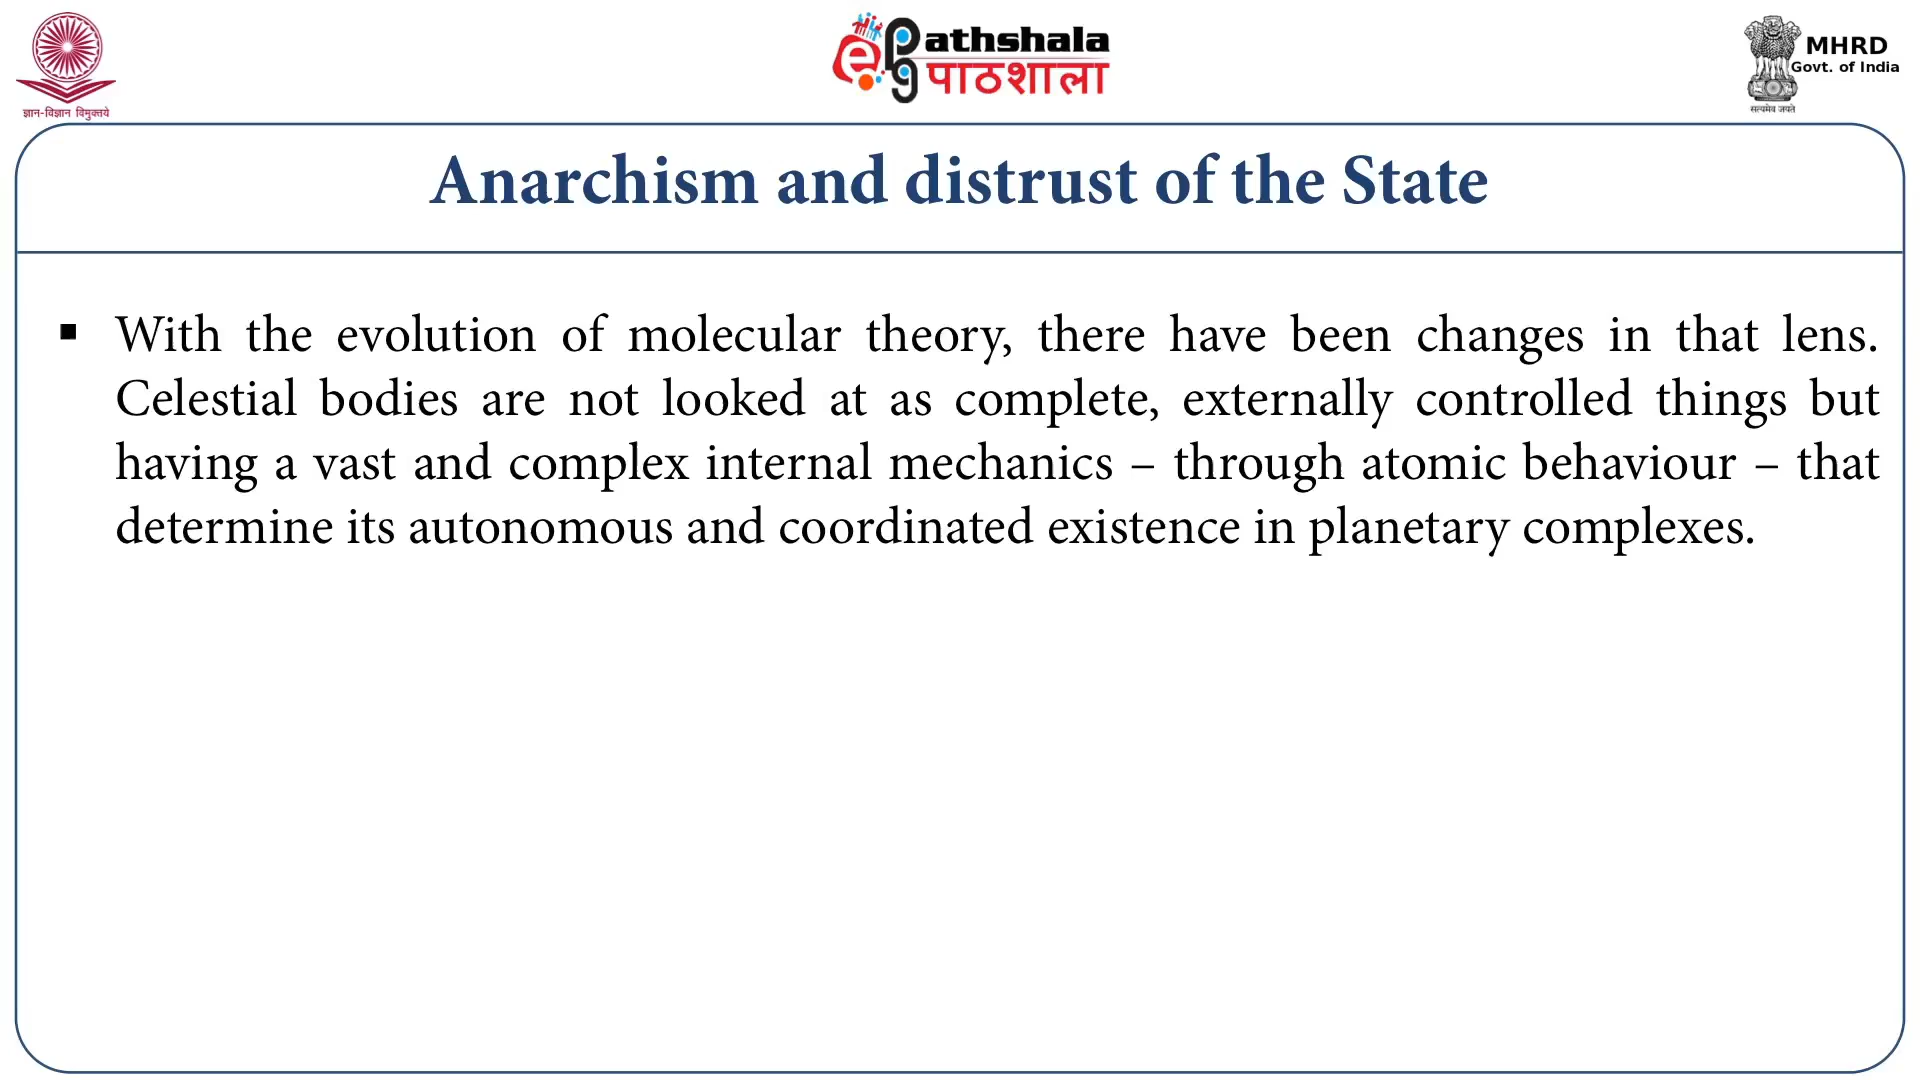 ज्ञान-विज्ञान विमुक्तये
ePathshala
पाठशाला
MHRD
Govt. of India
सत्यमेव जयते
Anarchism and distrust of the State
▪ With the evolution of molecular theory, there have been changes in that lens.
Celestial bodies are not looked at as complete, externally controlled things but
having a vast and complex internal mechanics – through atomic behaviour – that
determine its autonomous and coordinated existence in planetary complexes.